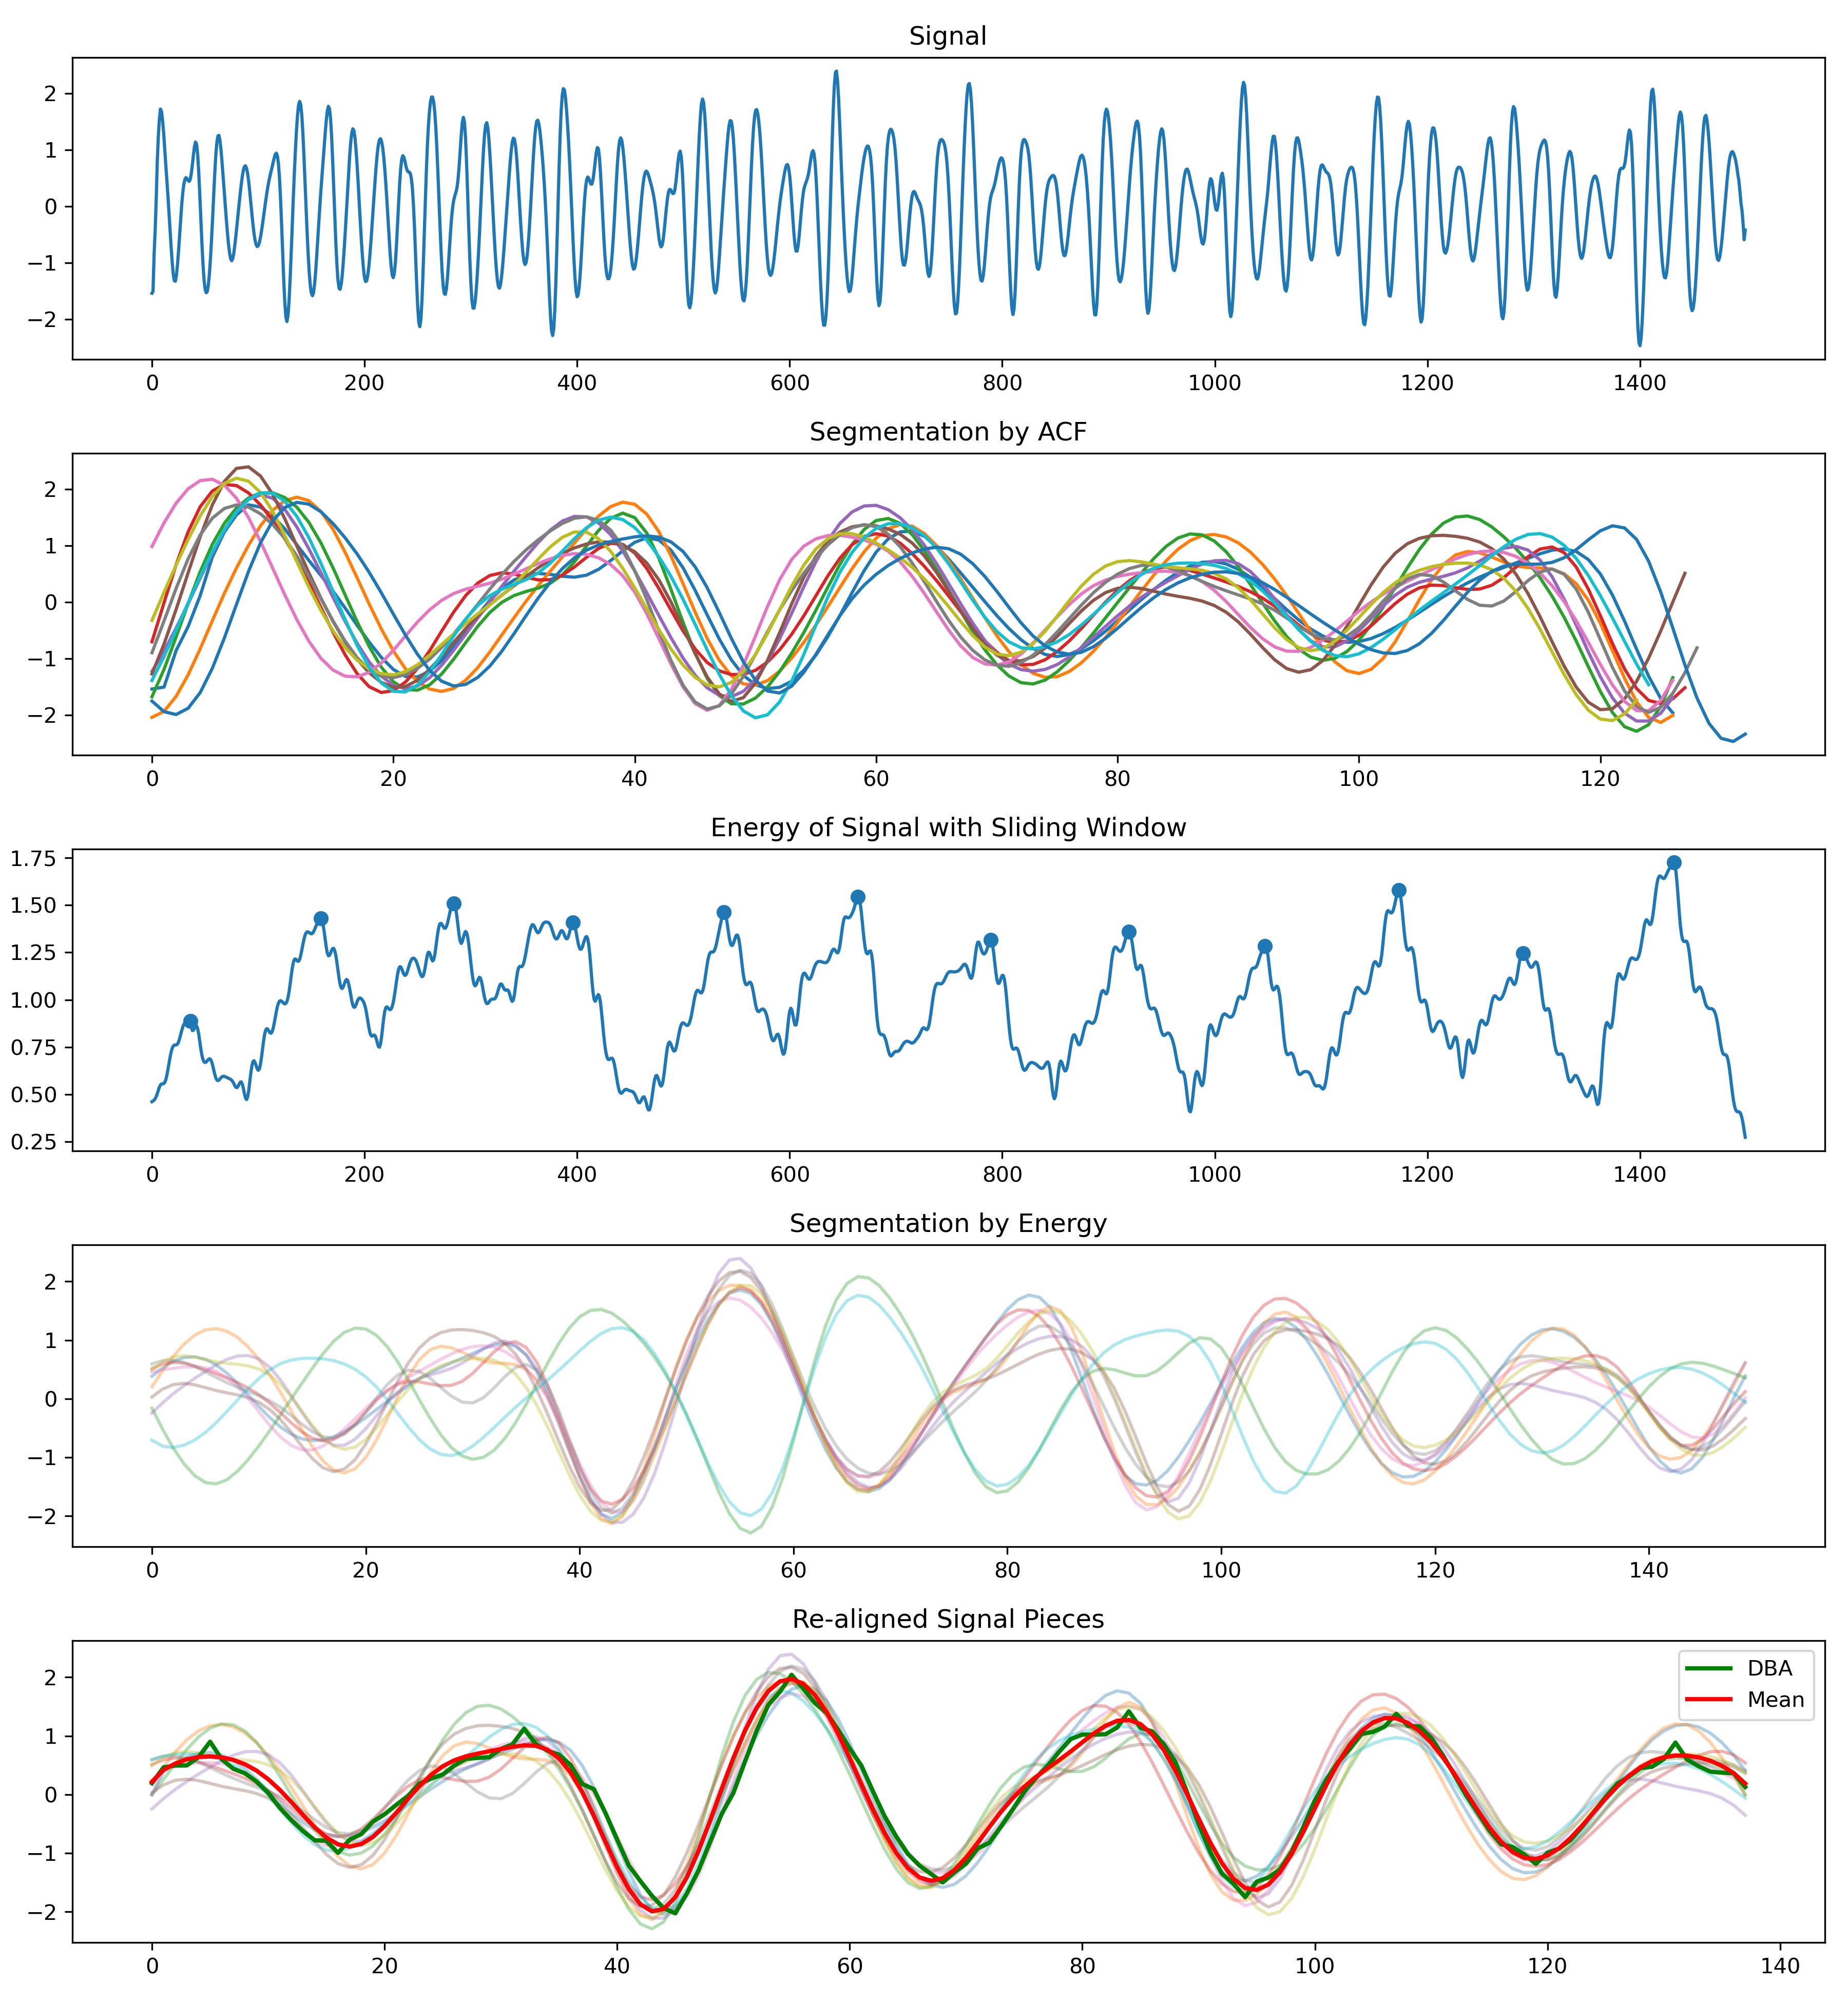 Signal
2
1
0
−1
−2
0 200 400 600 800 1000 1200 1400
Segmentation by ACF
2
1
0
−1
−2
0 20 40 60 80 100 120
Energy of Signal with Sliding Window
1.75
1.50
1.25
1.00
0.75
0.50
0.25
0 200 400 600 800 1000 1200 1400
Segmentation by Energy
2
1
0
−1
−2
0 20 40 60 80 100 120 140
Re-aligned Signal Pieces
DBA
Mean
2
1
0
−1
−2
0 20 40 60 80 100 120 140